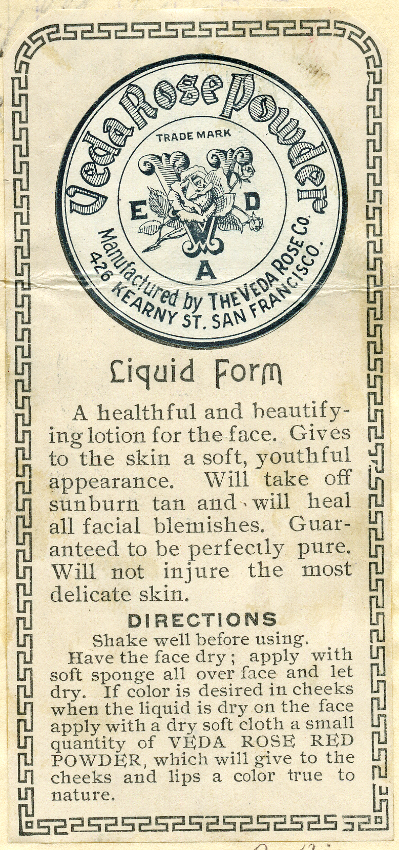 Veda Rose Powder
TRADE MARK
E D
A
Manufactured by THE VEDA ROSE Co.
426 KEARNY ST. SAN FRANCISCO.
Liquid Form
A healthful and beautify-
ing lotion for the face. Gives
to the skin a soft, youthful
appearance. Will take off
sunburn tan and will heal
all facial blemishes. Guar-
anteed to be perfectly pure.
Will not injure the most
delicate skin.
DIRECTIONS
Shake well before using.
Have the face dry; apply with
soft sponge all over face and let
dry. If color is desired in cheeks
when the liquid is dry on the face
apply with a dry soft cloth a small
quantity of VEDA ROSE RED
POWDER, which will give to the
cheeks and lips a color true to
nature.